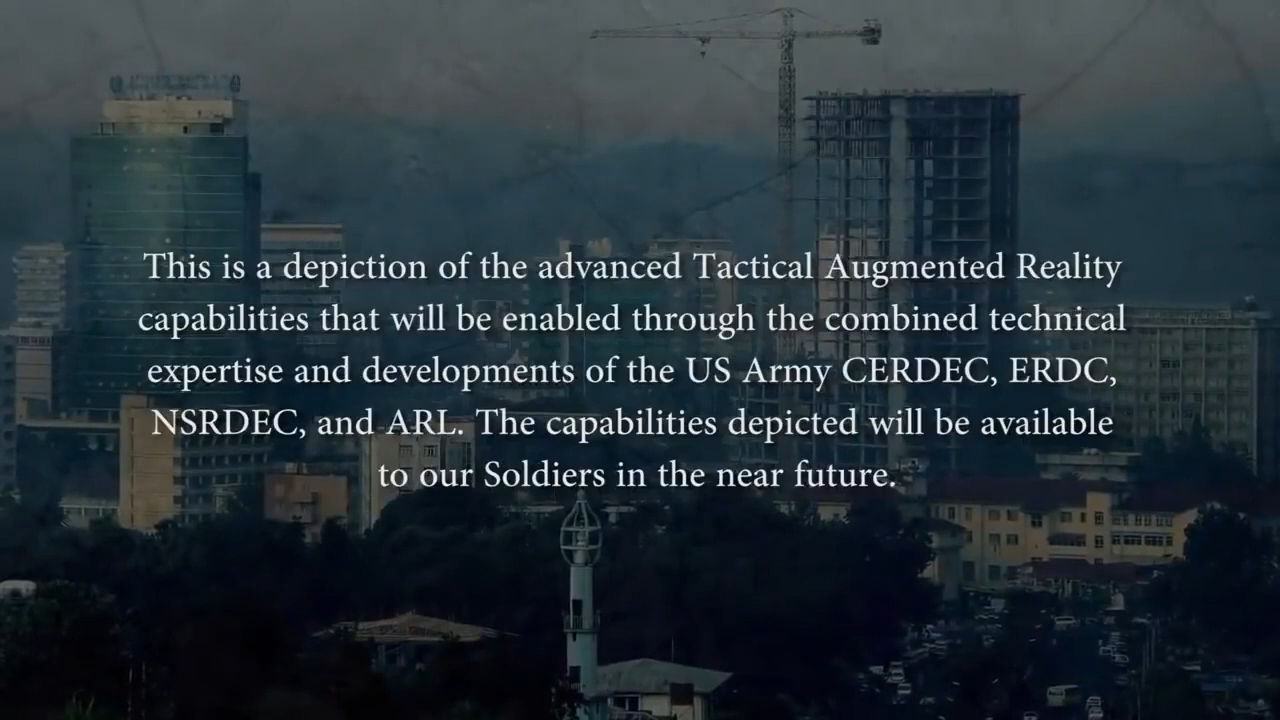 This is a depiction of the advanced Tactical Augmented Reality
capabilities that will be enabled through the combined technical
expertise and developments of the US Army CERDEC, ERDC,
NSRDEC, and ARL. The capabilities depicted will be available
to our Soldiers in the near future.